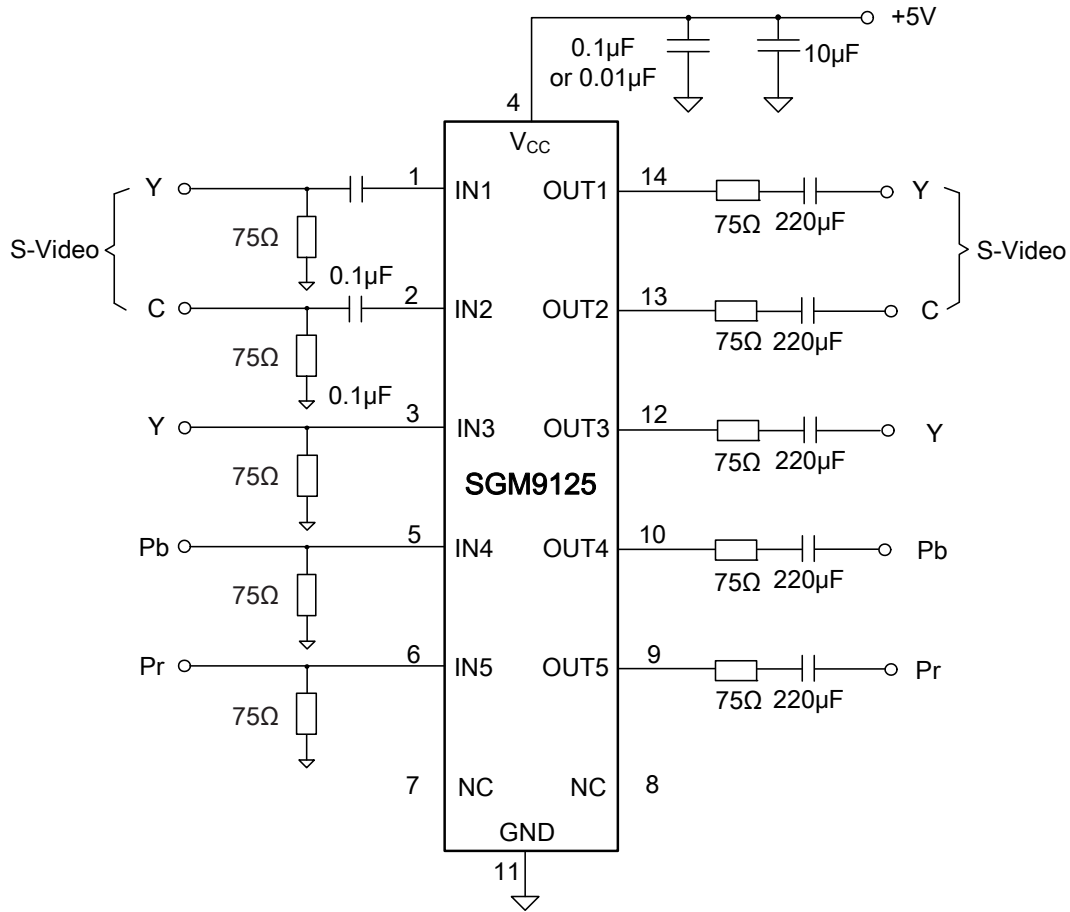 +5V
0.1µF
or 0.01µF
10µF
4
VCC
Y
1
IN1
OUT1
14
Y
75Ω
75Ω
220µF
S-Video
S-Video
0.1µF
C
2
IN2
OUT2
13
C
75Ω
75Ω
220µF
0.1µF
Y
3
IN3
OUT3
12
Y
75Ω
75Ω
220µF
SGM9125
Pb
5
IN4
OUT4
10
Pb
75Ω
75Ω
220µF
Pr
6
IN5
OUT5
9
Pr
75Ω
75Ω
220µF
7
NC
NC
8
GND
11